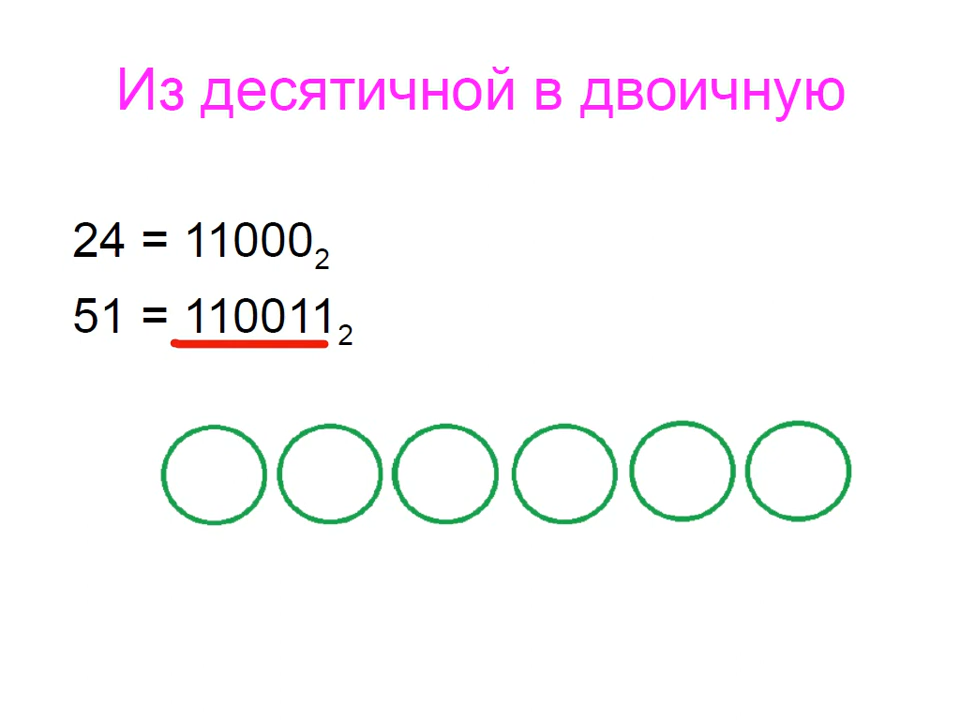 Из десятичной в двоичную
24 = 11000₂
51 = 110011₂